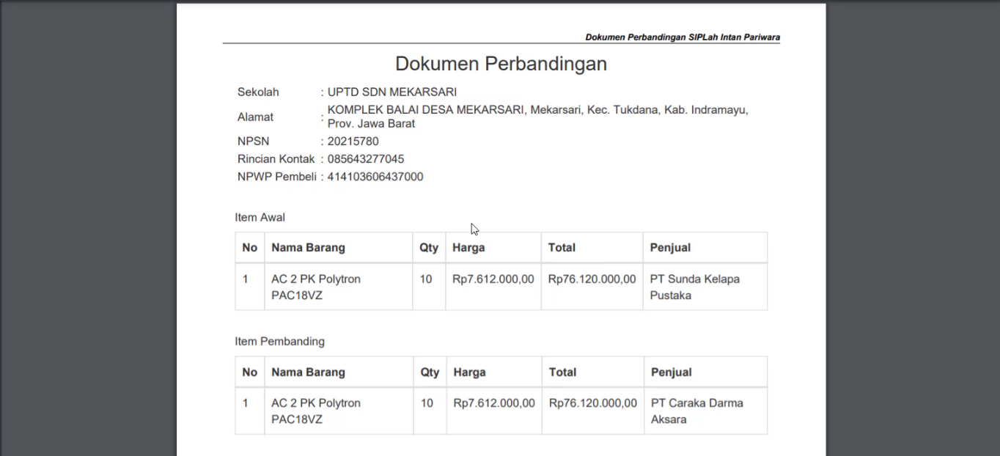 Dokumen Perbandingan SIPLah Intan Pariwara
Dokumen Perbandingan
Sekolah : UPTD SDN MEKARSARI
Alamat : KOMPLEK BALAI DESA MEKARSARI, Mekarsari, Kec. Tukdana, Kab. Indramayu,
Prov. Jawa Barat
NPSN : 20215780
Rincian Kontak : 085643277045
NPWP Pembeli : 414103606437000
Item Awal
No Nama Barang Qty Harga Total Penjual
1 AC 2 PK Polytron 10 Rp7.612.000,00 Rp76.120.000,00 PT Sunda Kelapa
PAC18VZ Pustaka
Item Pembanding
No Nama Barang Qty Harga Total Penjual
1 AC 2 PK Polytron 10 Rp7.612.000,00 Rp76.120.000,00 PT Caraka Darma
PAC18VZ Aksara